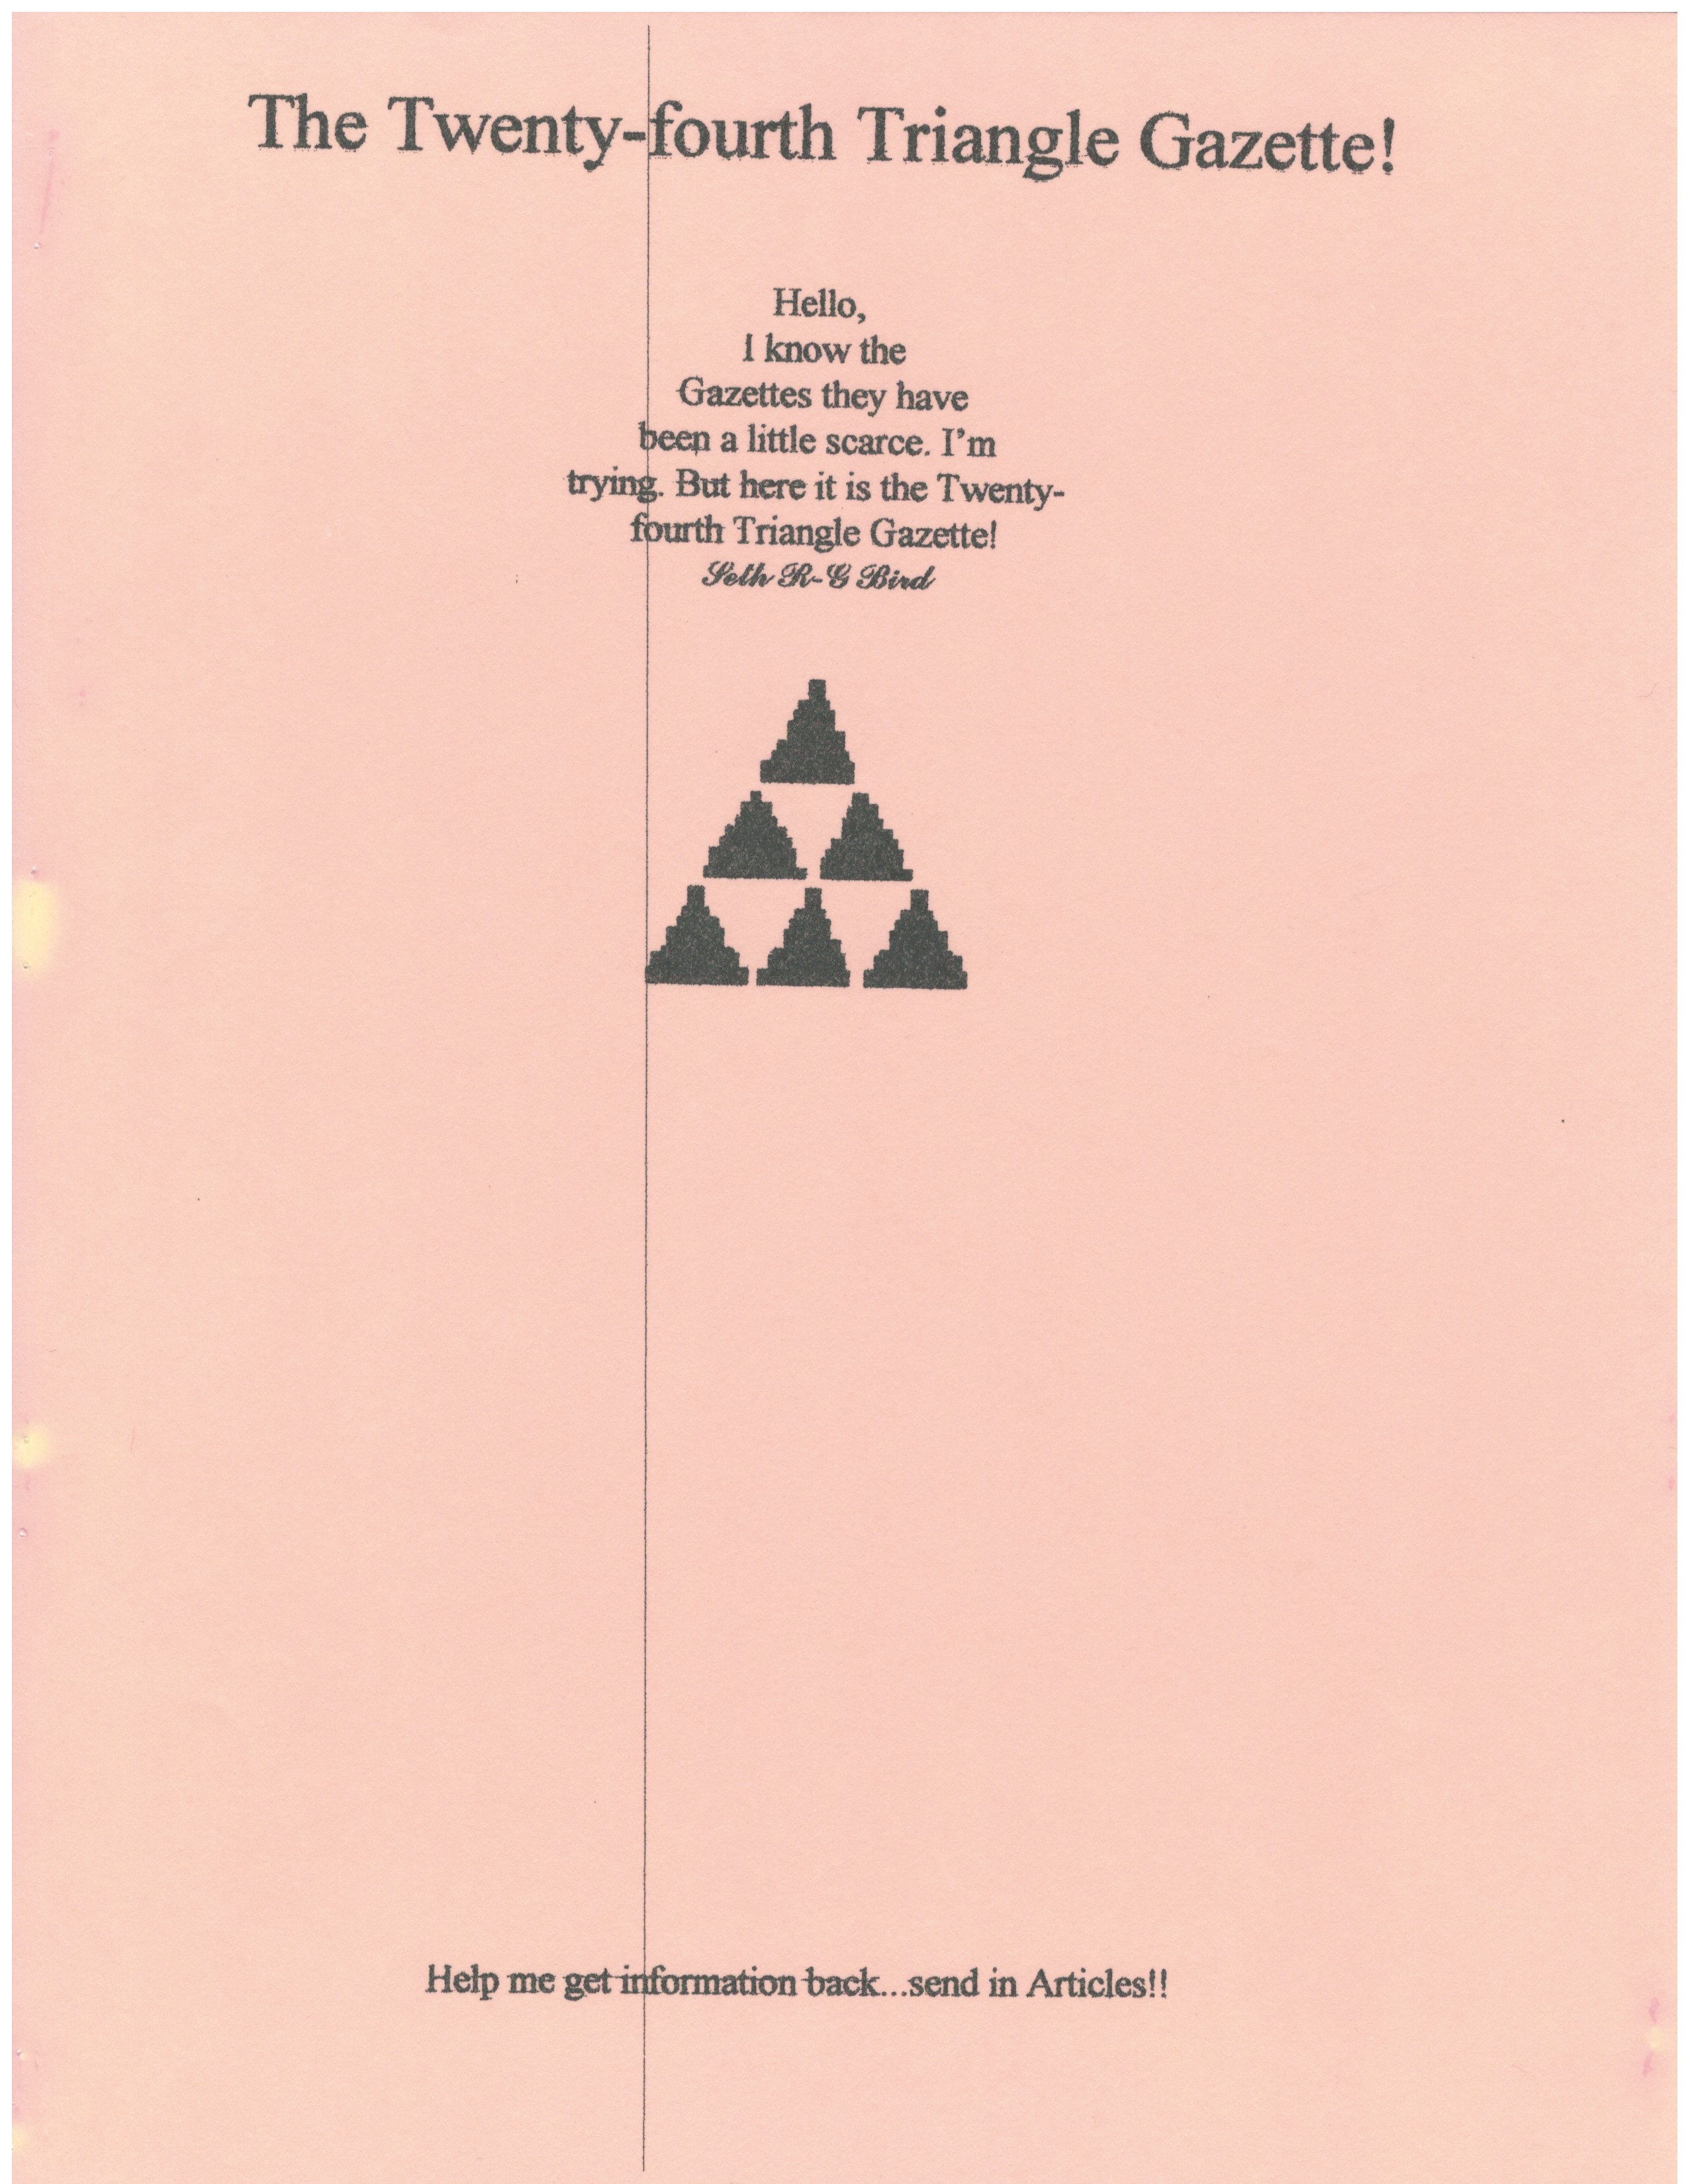 The Twenty-fourth Triangle Gazette!
Hello,
I know the
Gazettes they have
been a little scarce. I'm
trying. But here it is the Twenty-
fourth Triangle Gazette!
Seth R-G Bird
Help me get information back...send in Articles!!